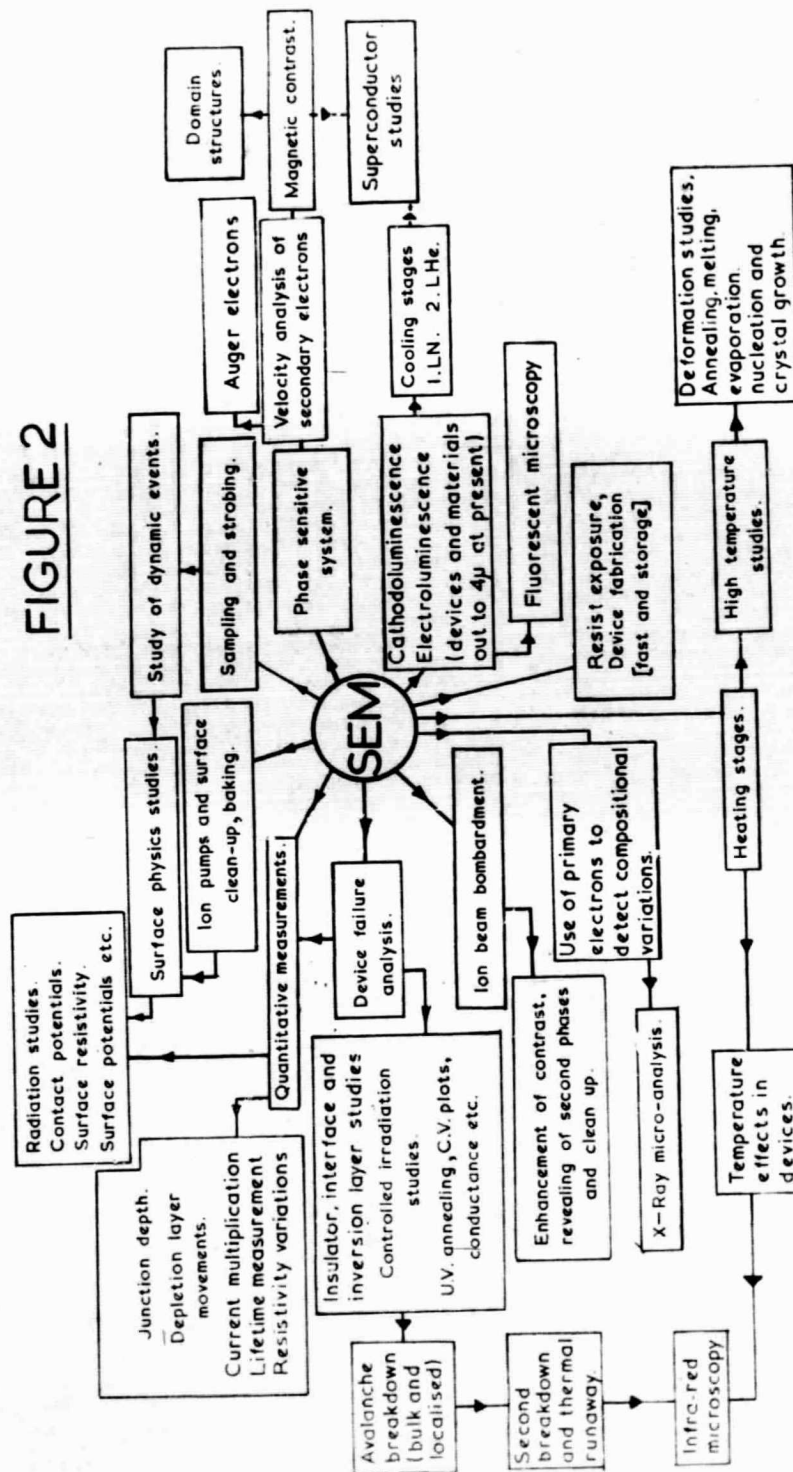 FIGURE 2
Domain
structures.
Magnetic contrast.
Superconductor
studies
Auger electrons
Velocity analysis of
secondary electrons
Cooling stages
1.LN. 2.LHe.
Study of dynamic events.
Sampling and strobing.
Phase sensitive
system.
Cathodoluminescence
Electroluminescence
(devices and materials
out to 4μ at present)
Fluorescent microscopy
Resist exposure,
Device fabrication
[fast and storage]
Deformation studies,
Annealing, melting,
evaporation.
nucleation and
crystal growth.
High temperature
studies.
Heating stages.
SEM
Surface physics studies.
Ion pumps and surface
clean-up, baking.
Radiation studies.
Contact potentials.
Surface resistivity.
Surface potentials etc.
Quantitative measurements.
Device failure
analysis.
Ion beam bombardment.
Use of primary
electrons to
detect compositional
variations.
Junction depth.
Depletion layer
movements.
Current multiplication
Lifetime measurement
Resistivity variations
Insulator, interface and
inversion layer studies
Controlled irradiation
studies.
U.V. annealing, C.V. plots,
conductance etc.
Enhancement of contrast,
revealing of second phases
and clean up.
X-Ray micro-analysis.
Temperature
effects in
devices.
Avalanche
breakdown
(bulk and
localised)
Second
breakdown
and thermal
runaway.
Infra-red
microscopy